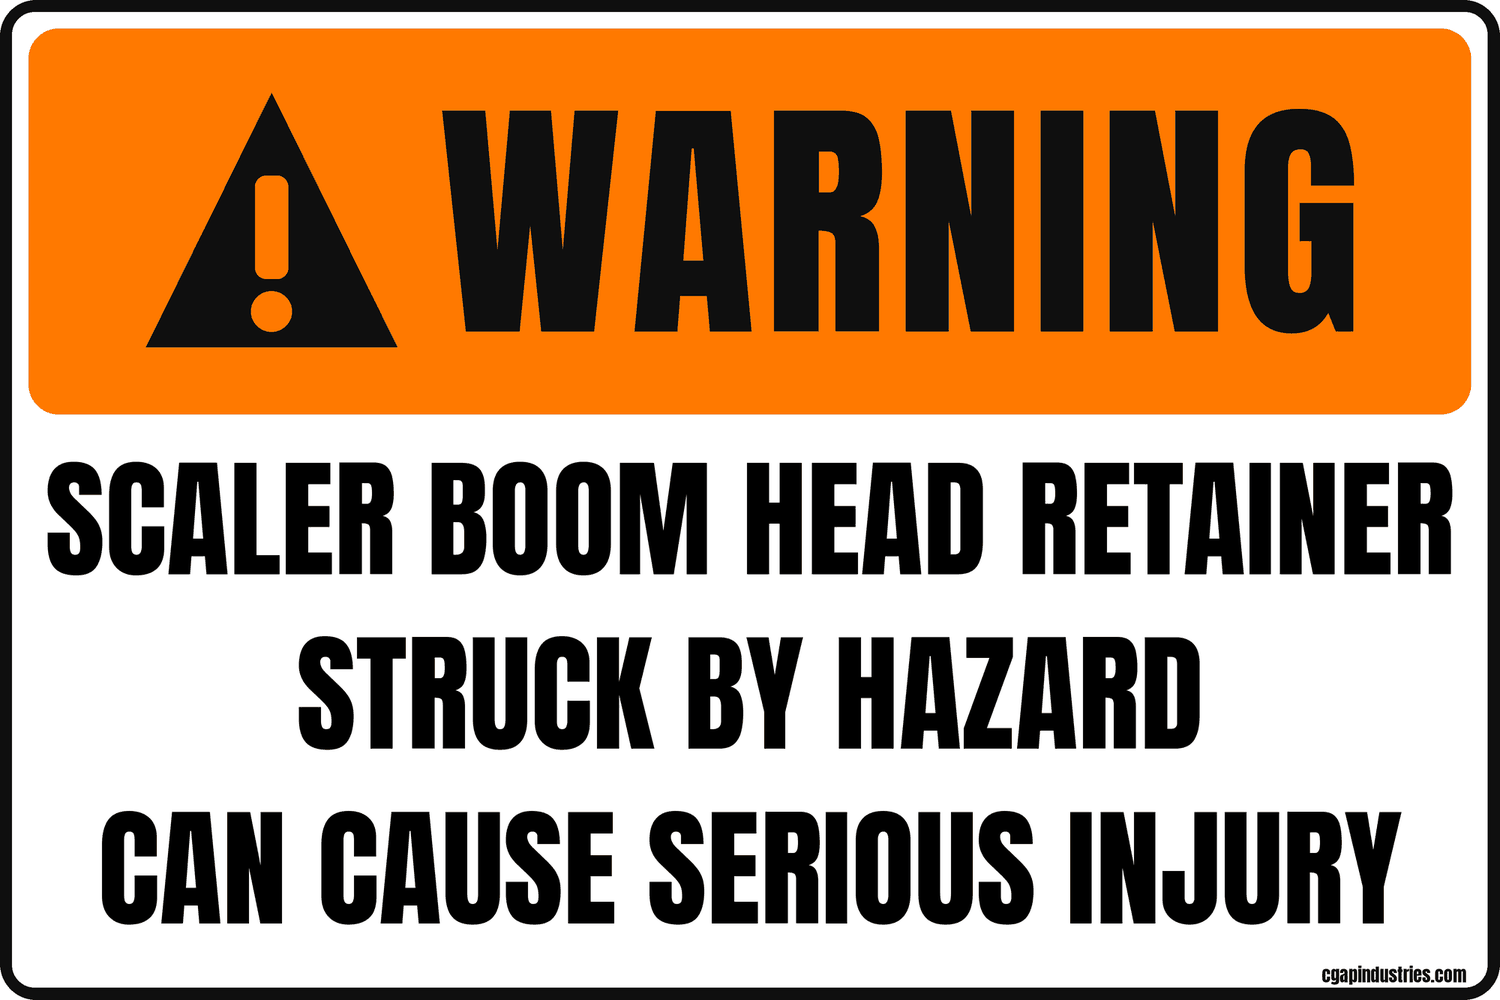 WARNING
SCALER BOOM HEAD RETAINER
STRUCK BY HAZARD
CAN CAUSE SERIOUS INJURY
cgapindustries.com